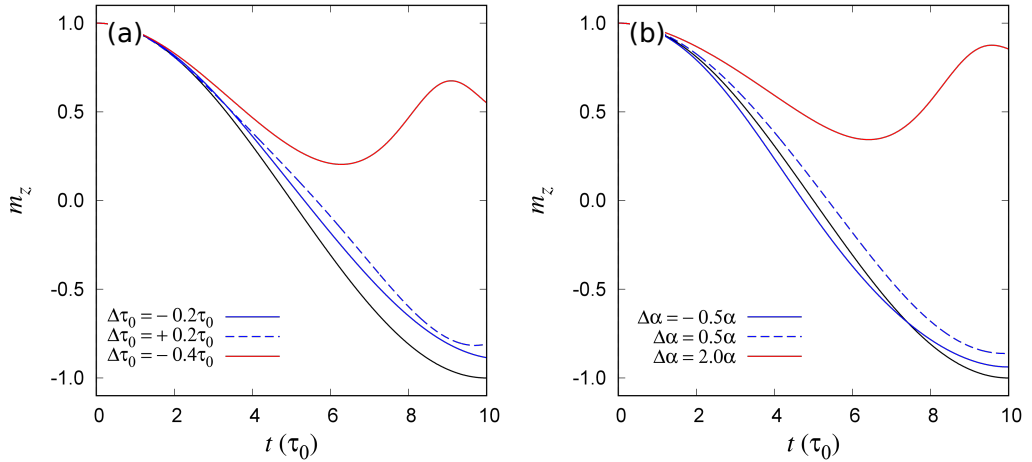 (a)
1.0
0.5
0.0
-0.5
-1.0
m_z
Δτ₀ = − 0.2τ₀
Δτ₀ = + 0.2τ₀
Δτ₀ = − 0.4τ₀
0 2 4 6 8 10
t (τ₀)
(b)
1.0
0.5
0.0
-0.5
-1.0
m_z
Δα = − 0.5α
Δα = 0.5α
Δα = 2.0α
0 2 4 6 8 10
t (τ₀)